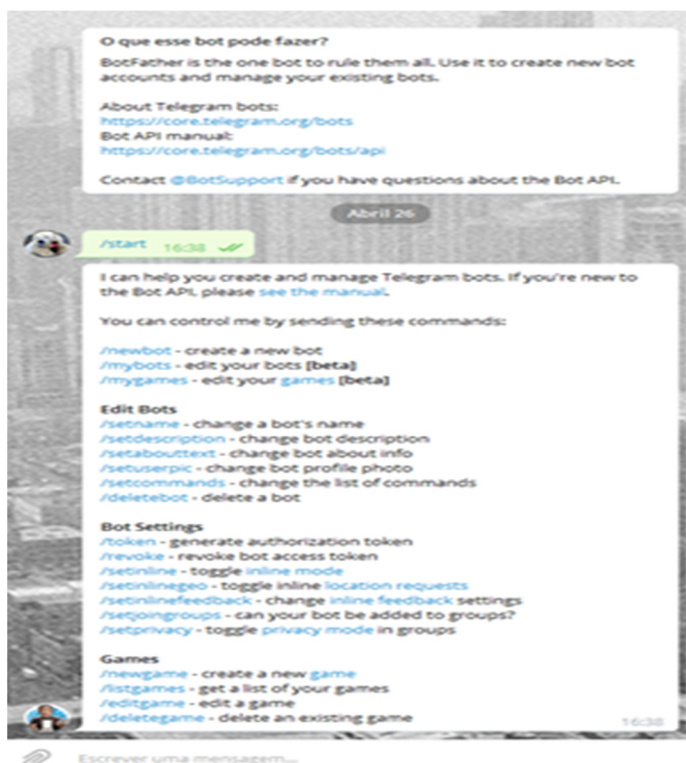 O que esse bot pode fazer?
BotFather is the one bot to rule them all. Use it to create new bot
accounts and manage your existing bots.
About Telegram bots:
https://core.telegram.org/bots
Bot API manual:
https://core.telegram.org/bots/api
Contact @BotSupport if you have questions about the Bot API.
Abril 26
/start 16:38
I can help you create and manage Telegram bots. If you're new to
the Bot API, please see the manual.
You can control me by sending these commands:
/newbot - create a new bot
/mybots - edit your bots [beta]
/mygames - edit your games [beta]
Edit Bots
/setname - change a bot's name
/setdescription - change bot description
/setabouttext - change bot about info
/setuserpic - change bot profile photo
/setcommands - change the list of commands
/deletebot - delete a bot
Bot Settings
/token - generate authorization token
/revoke - revoke bot access token
/setinline - toggle inline mode
/setinlinegeo - toggle inline location requests
/setinlinefeedback - change inline feedback settings
/setjoingroups - can your bot be added to groups?
/setprivacy - toggle privacy mode in groups
Games
/newgame - create a new game
/listgames - get a list of your games
/editgame - edit a game
/deletegame - delete an existing game
16:38
Escrever uma mensagem...